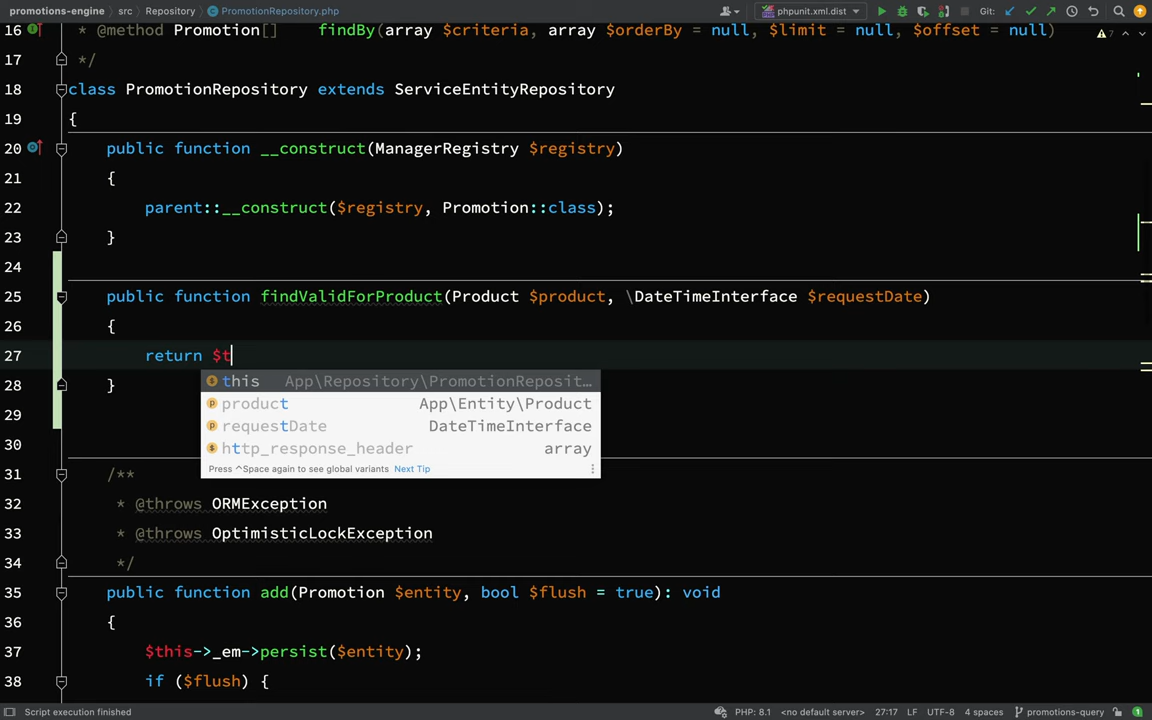 promotions-engine src Repository PromotionRepository.php phpunit.xml.dist Git:
16 * @method Promotion[] findBy(array $criteria, array $orderBy = null, $limit = null, $offset = null) 7
17 */
18 class PromotionRepository extends ServiceEntityRepository
19 {
20 public function __construct(ManagerRegistry $registry)
21 {
22 parent::__construct($registry, Promotion::class);
23 }
24
25 public function findValidForProduct(Product $product, \DateTimeInterface $requestDate)
26 {
27 return $t
this App\Repository\PromotionReposit…
28 }
product App\Entity\Product
29
requestDate DateTimeInterface
30
http_response_header array
Press ^Space again to see global variants Next Tip
31 /**
32 * @throws ORMException
33 * @throws OptimisticLockException
34 */
35 public function add(Promotion $entity, bool $flush = true): void
36 {
37 $this->_em->persist($entity);
38 if ($flush) {
Script execution finished PHP: 8.1 <no default server> 27:17 LF UTF-8 4 spaces promotions-query 1